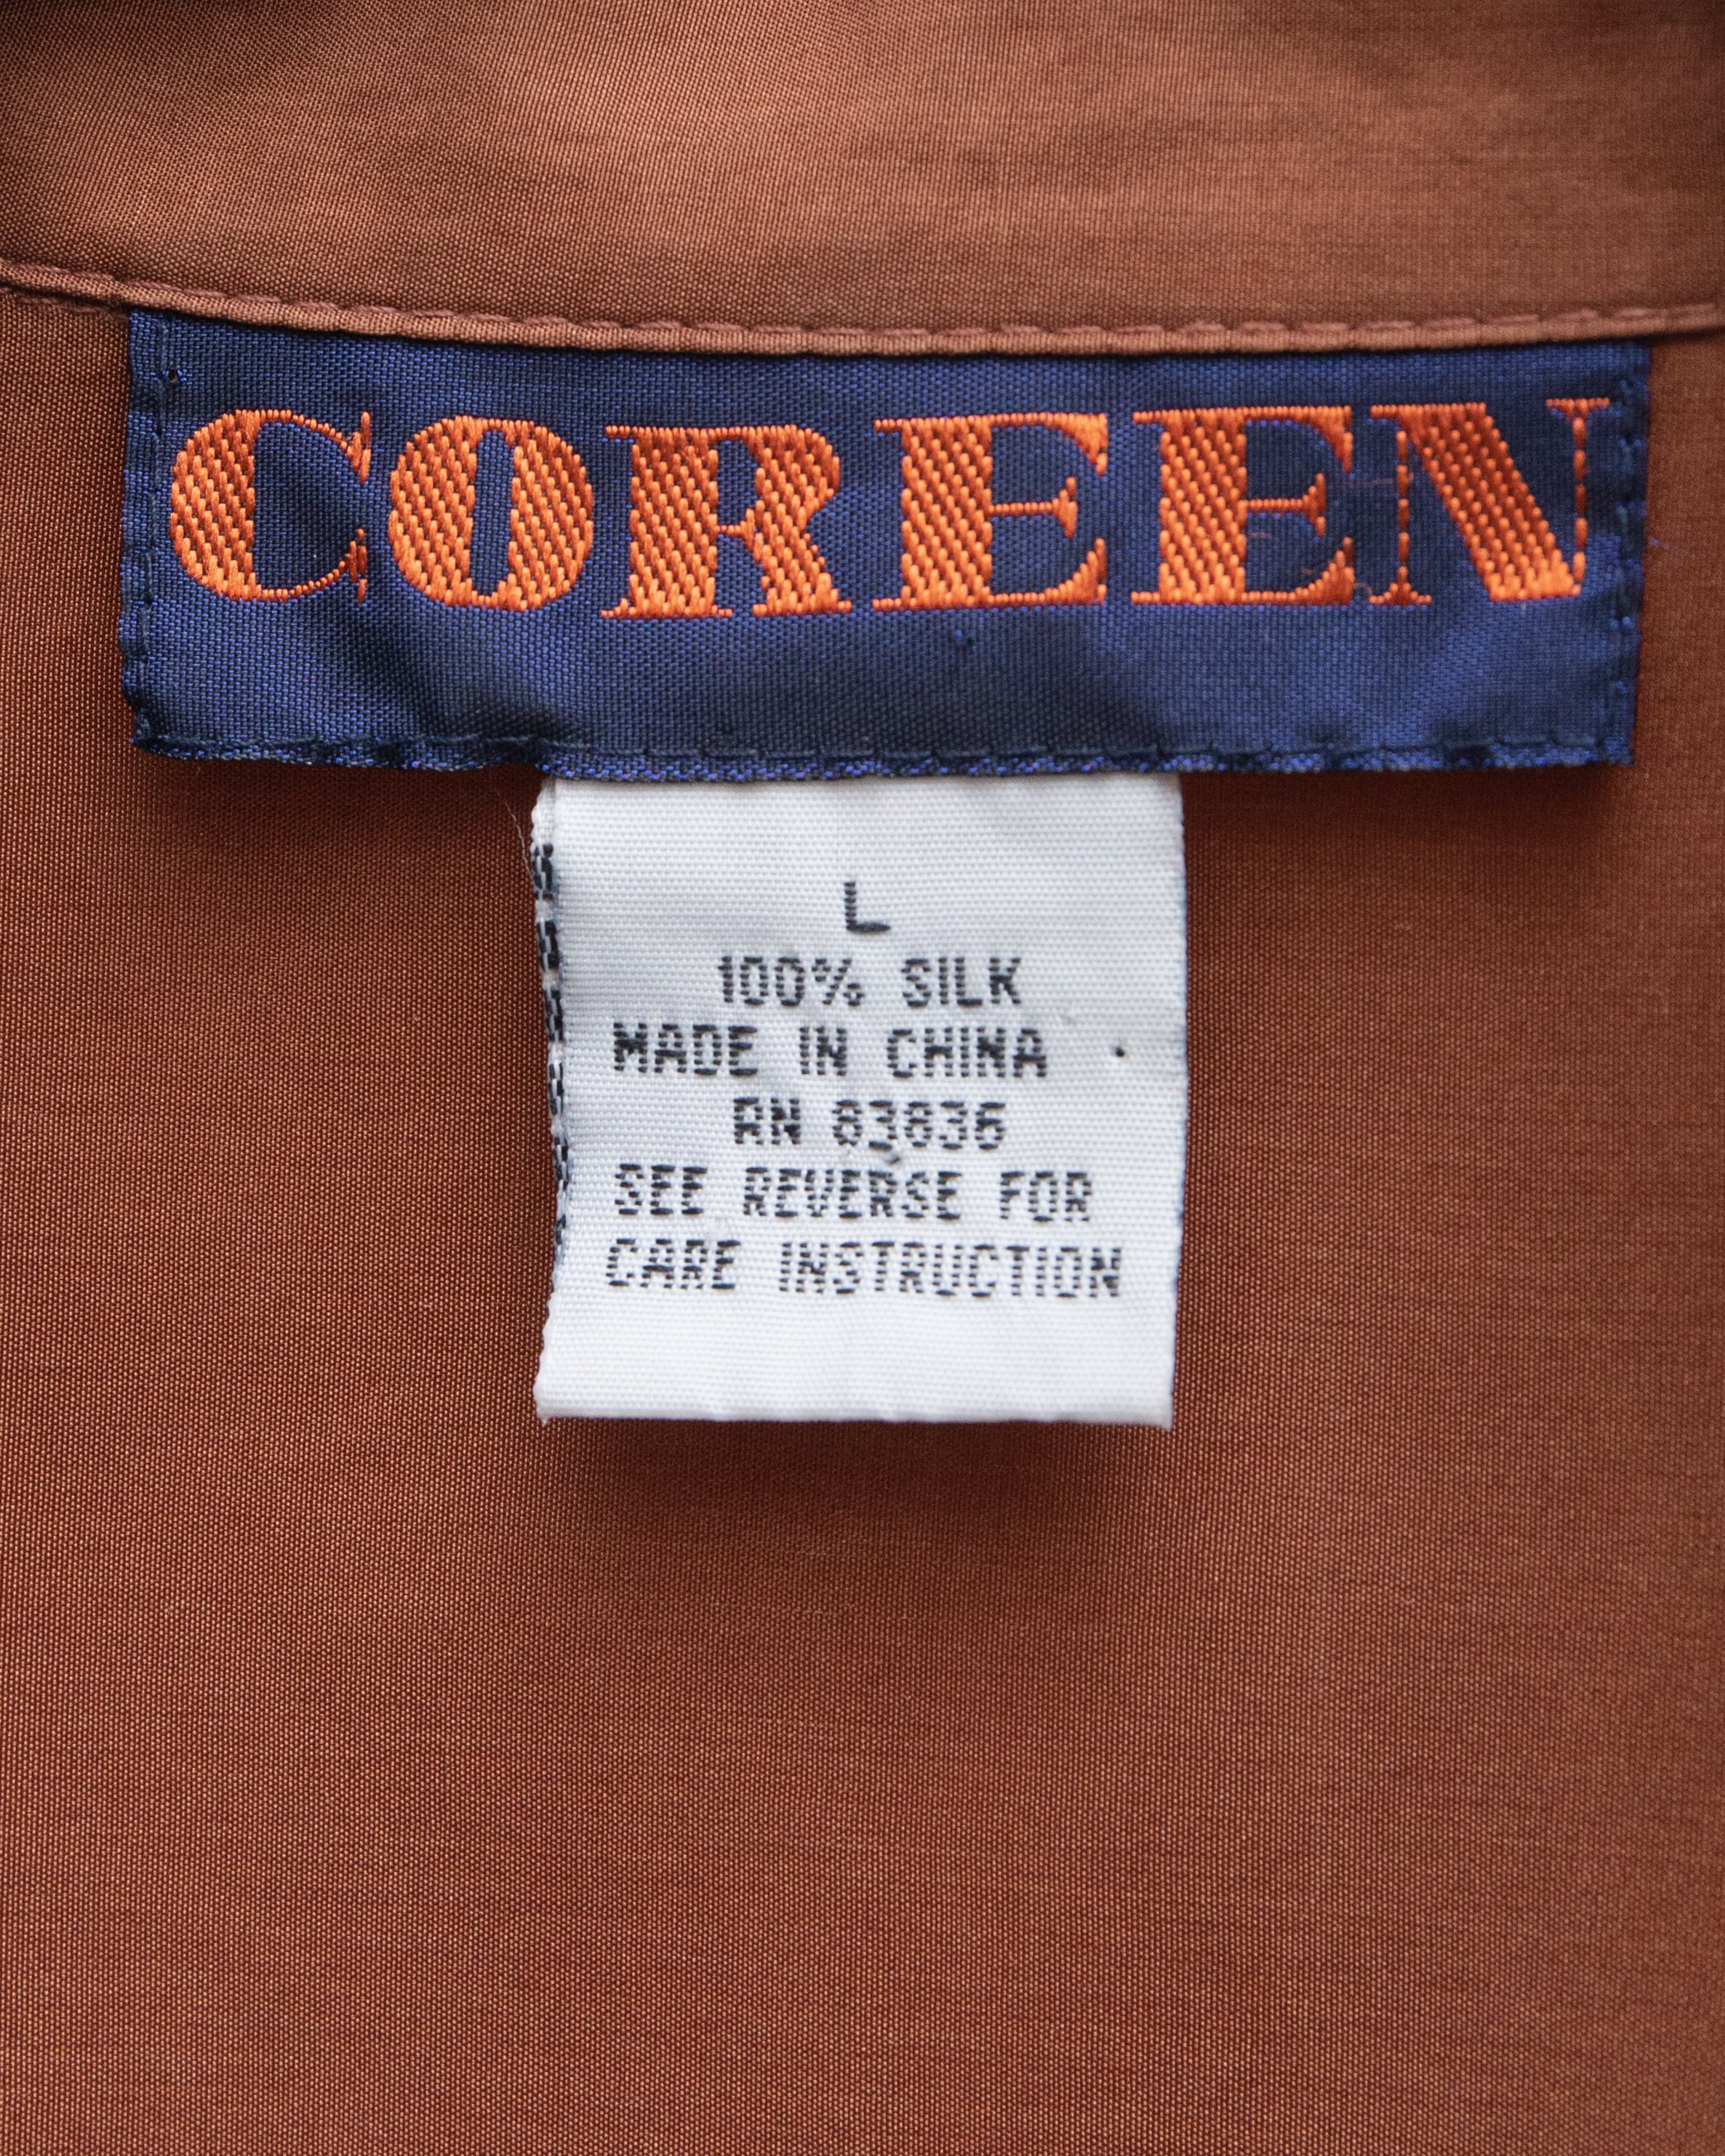 COREEN
L
100% SILK
MADE IN CHINA
RN 83836
SEE REVERSE FOR
CARE INSTRUCTION